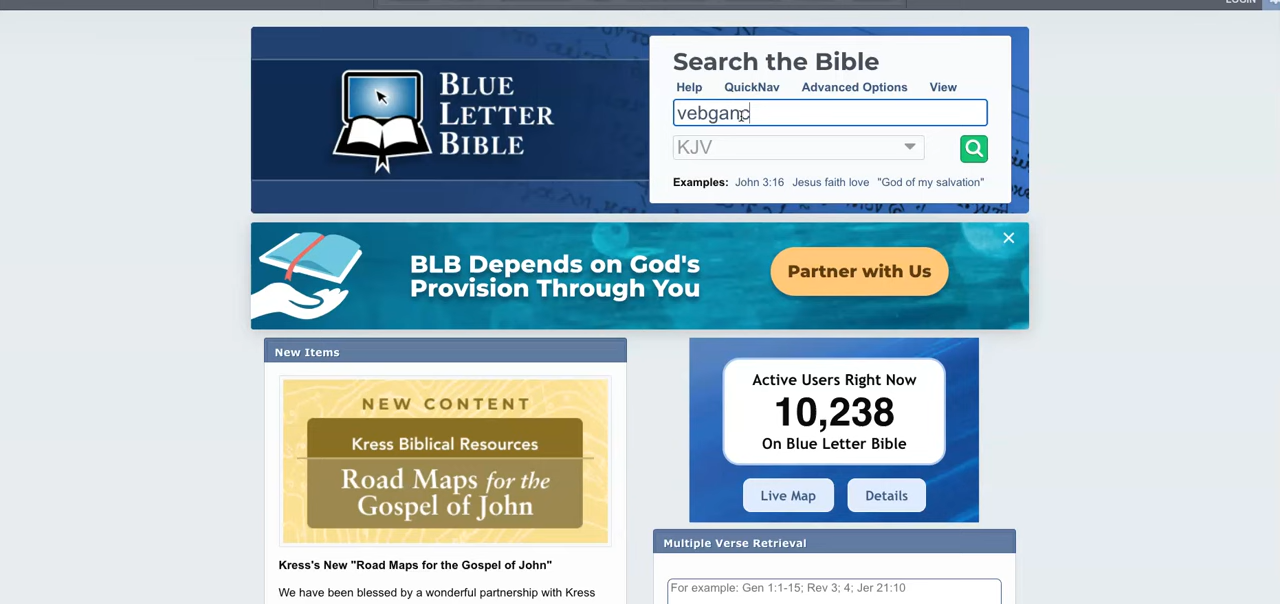 Search the Bible
Help QuickNav Advanced Options View
BLUE
LETTER
BIBLE
KJV
Examples: John 3:16 Jesus faith love "God of my salvation"
BLB Depends on God's
Provision Through You
Partner with Us
New Items
NEW CONTENT
Kress Biblical Resources
Road Maps for the
Gospel of John
Kress's New "Road Maps for the Gospel of John"
We have been blessed by a wonderful partnership with Kress
Active Users Right Now
10,238
On Blue Letter Bible
Live Map Details
Multiple Verse Retrieval
For example: Gen 1:1-15; Rev 3; 4; Jer 21:10